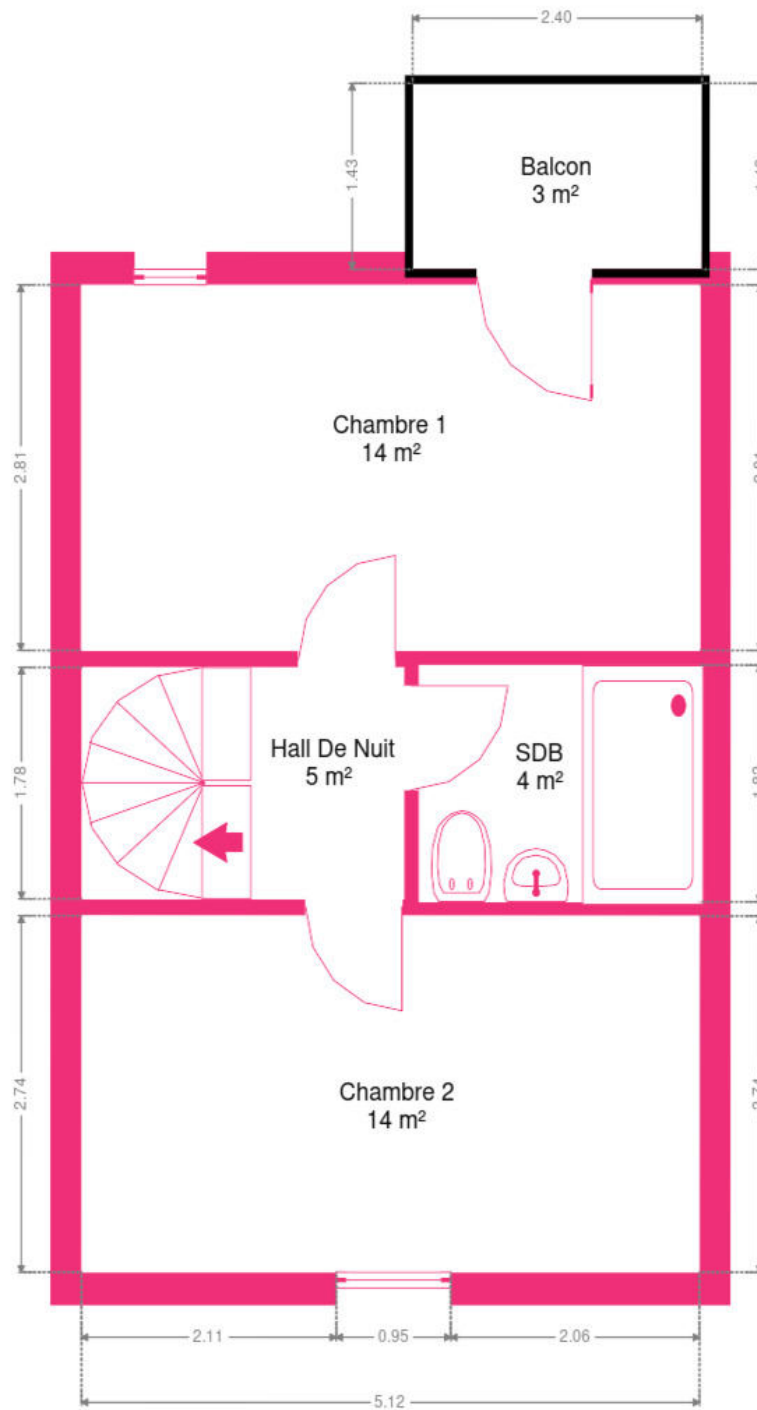 2.40
1.43
Balcon
3 m²
2.81
Chambre 1
14 m²
1.78
Hall De Nuit
5 m²
SDB
4 m²
2.74
Chambre 2
14 m²
2.11
0.95
2.06
5.12